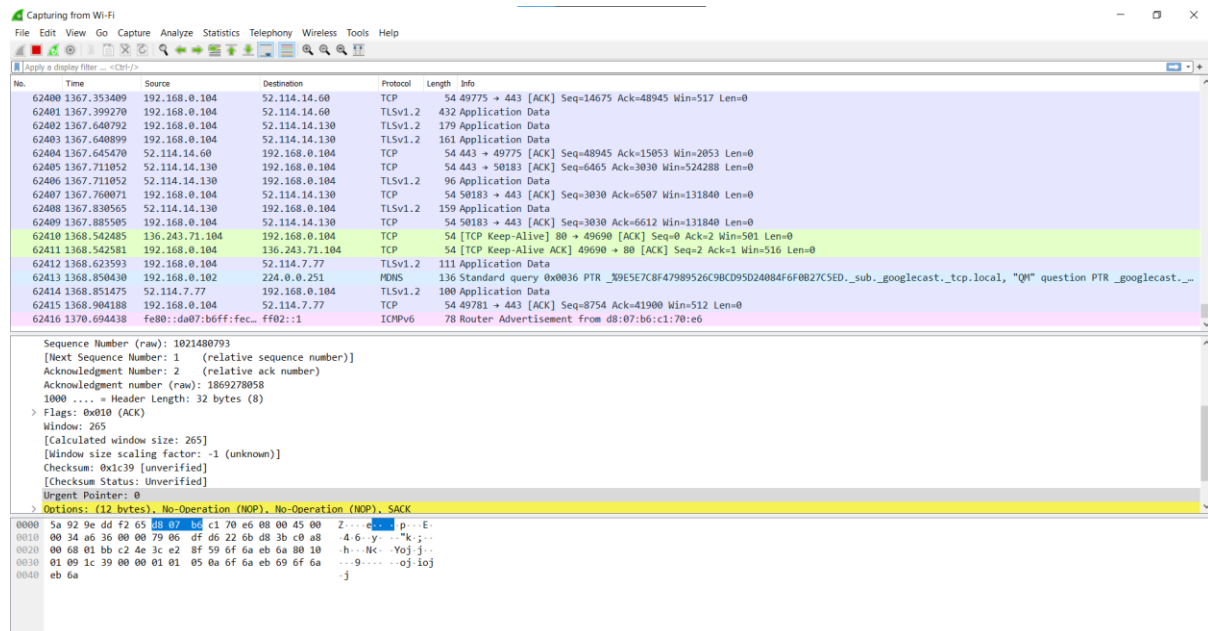 Capturing from Wi-Fi
File Edit View Go Capture Analyze Statistics Telephony Wireless Tools Help
Apply a display filter ... <Ctrl-/>
No. Time Source Destination Protocol Length Info
62400 1367.353409 192.168.0.104 52.114.14.60 TCP 54 49775 → 443 [ACK] Seq=14675 Ack=48945 Win=517 Len=0
62401 1367.399270 192.168.0.104 52.114.14.60 TLSv1.2 432 Application Data
62402 1367.640792 192.168.0.104 52.114.14.130 TLSv1.2 179 Application Data
62403 1367.640899 192.168.0.104 52.114.14.130 TLSv1.2 161 Application Data
62404 1367.645470 52.114.14.60 192.168.0.104 TCP 54 443 → 49775 [ACK] Seq=48945 Ack=15053 Win=2053 Len=0
62405 1367.711052 52.114.14.130 192.168.0.104 TCP 54 443 → 50183 [ACK] Seq=6465 Ack=3030 Win=524288 Len=0
62406 1367.711052 52.114.14.130 192.168.0.104 TLSv1.2 96 Application Data
62407 1367.760071 192.168.0.104 52.114.14.130 TCP 54 50183 → 443 [ACK] Seq=3030 Ack=6507 Win=131840 Len=0
62408 1367.830565 52.114.14.130 192.168.0.104 TLSv1.2 159 Application Data
62409 1367.885505 192.168.0.104 52.114.14.130 TCP 54 50183 → 443 [ACK] Seq=3030 Ack=6612 Win=131840 Len=0
62410 1368.542485 136.243.71.104 192.168.0.104 TCP 54 [TCP Keep-Alive] 80 → 49690 [ACK] Seq=0 Ack=2 Win=501 Len=0
62411 1368.542581 192.168.0.104 136.243.71.104 TCP 54 [TCP Keep-Alive ACK] 49690 → 80 [ACK] Seq=2 Ack=1 Win=516 Len=0
62412 1368.623593 192.168.0.104 52.114.7.77 TLSv1.2 111 Application Data
62413 1368.850430 192.168.0.102 224.0.0.251 MDNS 136 Standard query 0x0036 PTR _%9E5E7C8F47989526C9BCD95D24084F6F0B27C5ED._sub._googlecast._tcp.local, "QM" question PTR _googlecast._…
62414 1368.851475 52.114.7.77 192.168.0.104 TLSv1.2 100 Application Data
62415 1368.904188 192.168.0.104 52.114.7.77 TCP 54 49781 → 443 [ACK] Seq=8754 Ack=41900 Win=512 Len=0
62416 1370.694438 fe80::da07:b6ff:fec… ff02::1 ICMPv6 78 Router Advertisement from d8:07:b6:c1:70:e6
Sequence Number (raw): 1021480793
[Next Sequence Number: 1 (relative sequence number)]
Acknowledgment Number: 2 (relative ack number)
Acknowledgment number (raw): 1869278058
1000 .... = Header Length: 32 bytes (8)
> Flags: 0x010 (ACK)
Window: 265
[Calculated window size: 265]
[Window size scaling factor: -1 (unknown)]
Checksum: 0x1c39 [unverified]
[Checksum Status: Unverified]
Urgent Pointer: 0
> Options: (12 bytes), No-Operation (NOP), No-Operation (NOP), SACK
0000 5a 92 9e dd f2 65 d8 07 b6 c1 70 e6 08 00 45 00 Z····e·· ··p···E·
0010 00 34 a6 36 00 00 79 06 df d6 22 6b d8 3b c0 a8 ·4·6··y· ··"k·;··
0020 00 68 01 bb c2 4e 3c e2 8f 59 6f 6a eb 6a 80 10 ·h···N<· ·Yoj·j··
0030 01 09 1c 39 00 00 01 01 05 0a 6f 6a eb 69 6f 6a ···9···· ··oj·ioj
0040 eb 6a ·j